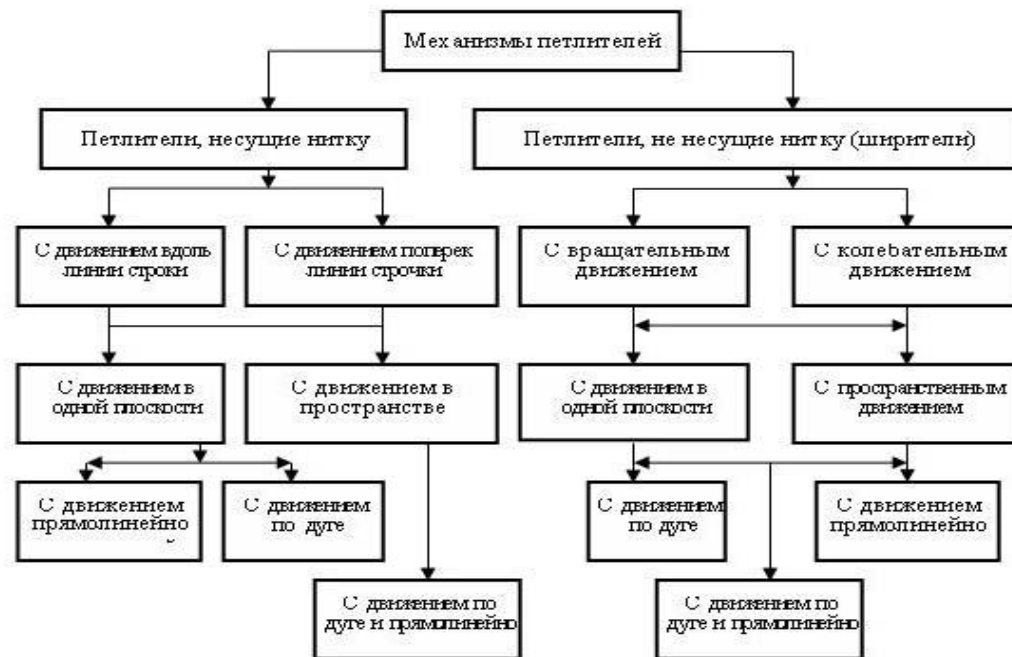 Механизмы петлителей
Петлители, несущие нитку
Петлители, не несущие нитку (ширители)
С движением вдоль
линии строки
С движением поперек
линии строчки
С вращательным
движением
С колебательным
движением
С движением в
одной плоскости
С движением в
пространстве
С движением в
одной плоскости
С пространственным
движением
С движением
прямолинейно
С движением
по дуге
С движением
по дуге
С движением
прямолинейно
С движением по
дуге и прямолинейно
С движением по
дуге и прямолинейно